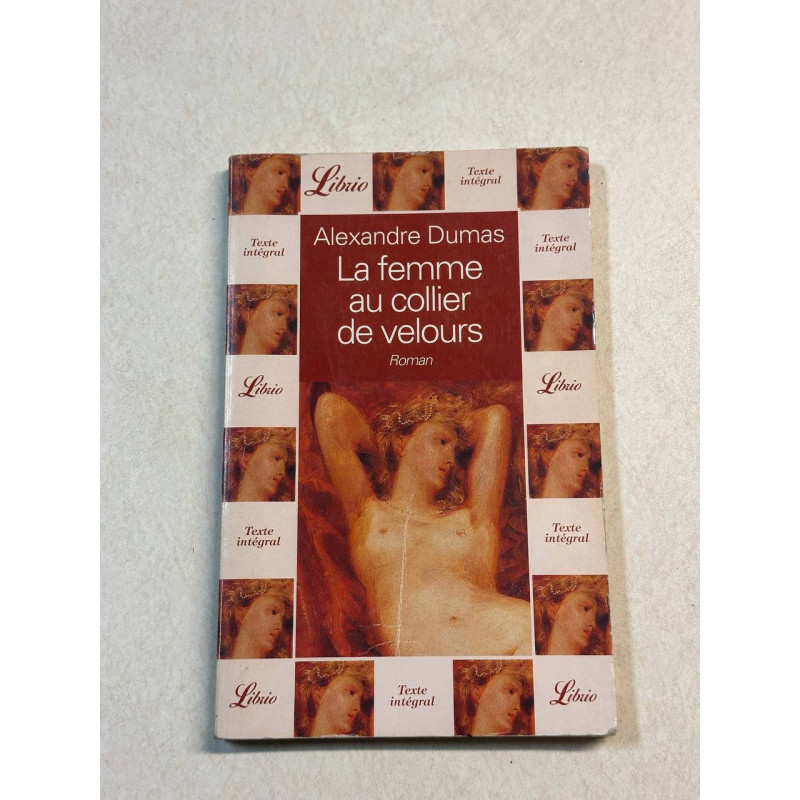 Librio
Texte
intégral
Texte
intégral
Alexandre Dumas
La femme
au collier
de velours
Roman
Texte
intégral
Librio
Librio
Texte
intégral
Texte
intégral
Librio
Texte
intégral
Librio